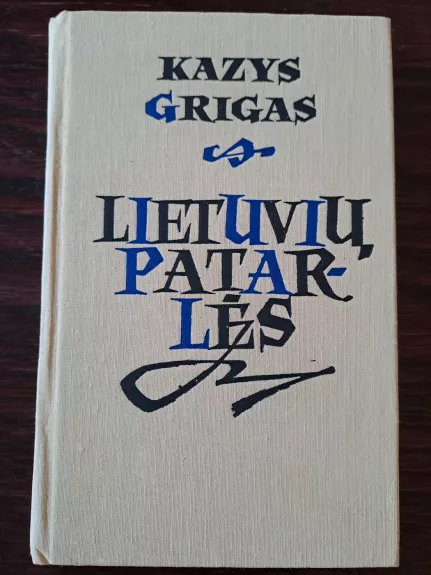 KAZYS
GRIGAS
LIETUVIŲ
PATAR-
LĖS